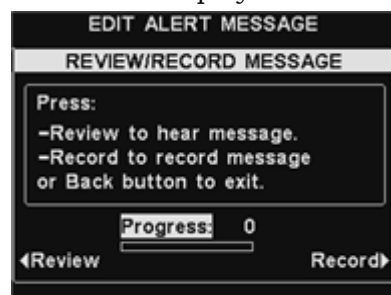 EDIT ALERT MESSAGE
REVIEW/RECORD MESSAGE
Press:
-Review to hear message.
-Record to record message
or Back button to exit.
Progress: 0
◀Review Record▶